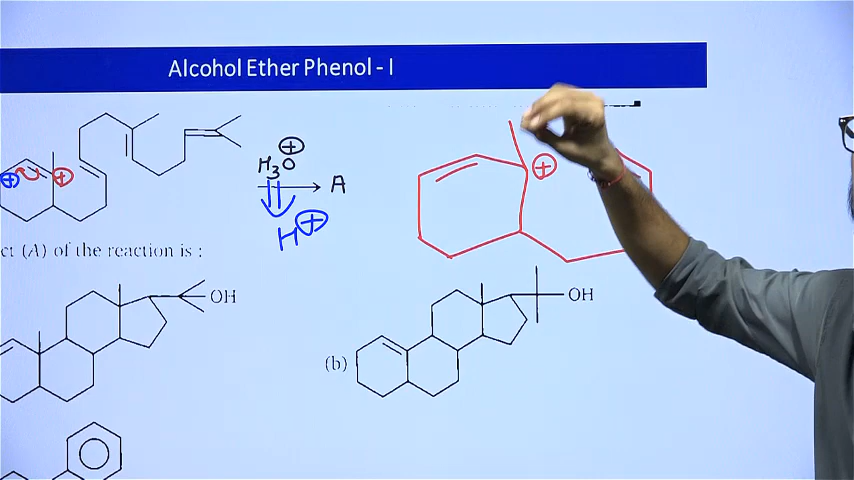 Alcohol Ether Phenol - I
H₃O⊕
→ A
H⊕
ct (A) of the reaction is :
OH
OH
(b)